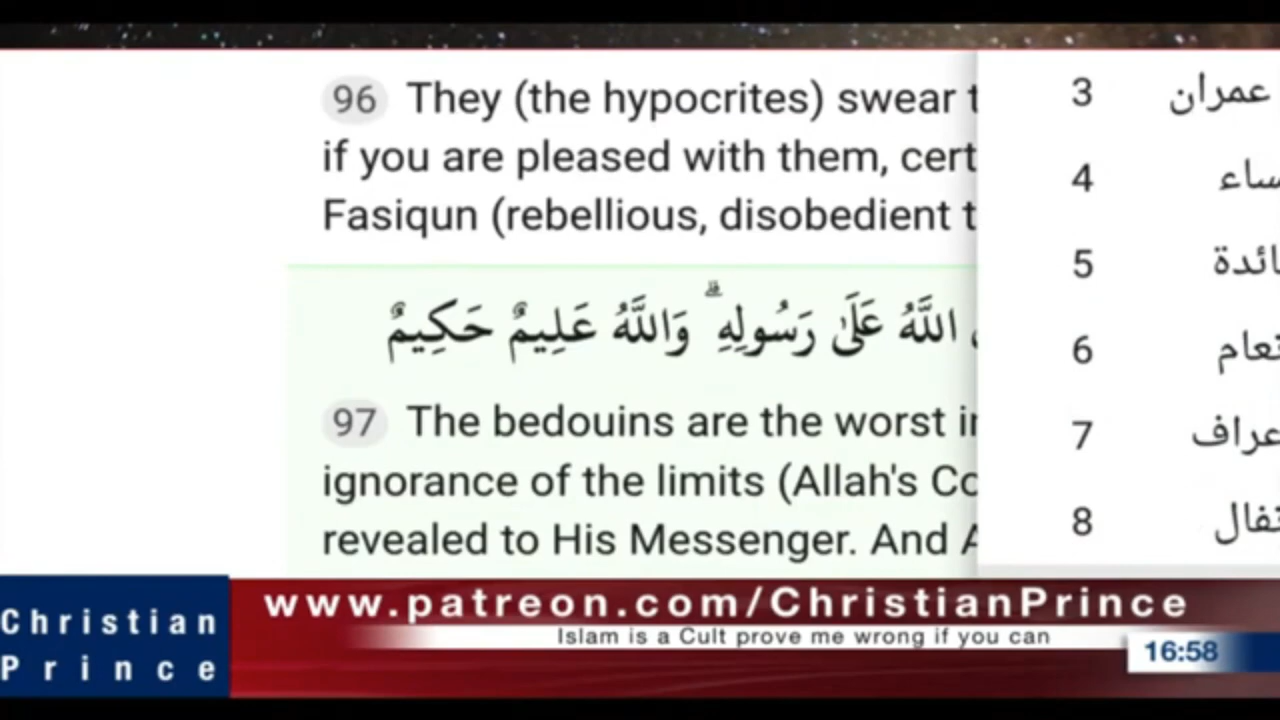 96 They (the hypocrites) swear t
if you are pleased with them, cert
Fasiqun (rebellious, disobedient t
اللَّهُ عَلَىٰ رَسُولِهِ ۗ وَاللَّهُ عَلِيمٌ حَكِيمٌ
97 The bedouins are the worst in
ignorance of the limits (Allah's Co
revealed to His Messenger. And A
3 عمران
4 ساء
5 ائدة
6 نعام
7 عراف
8 نفال
Christian
Prince
www.patreon.com/ChristianPrince
Islam is a Cult prove me wrong if you can
16:58